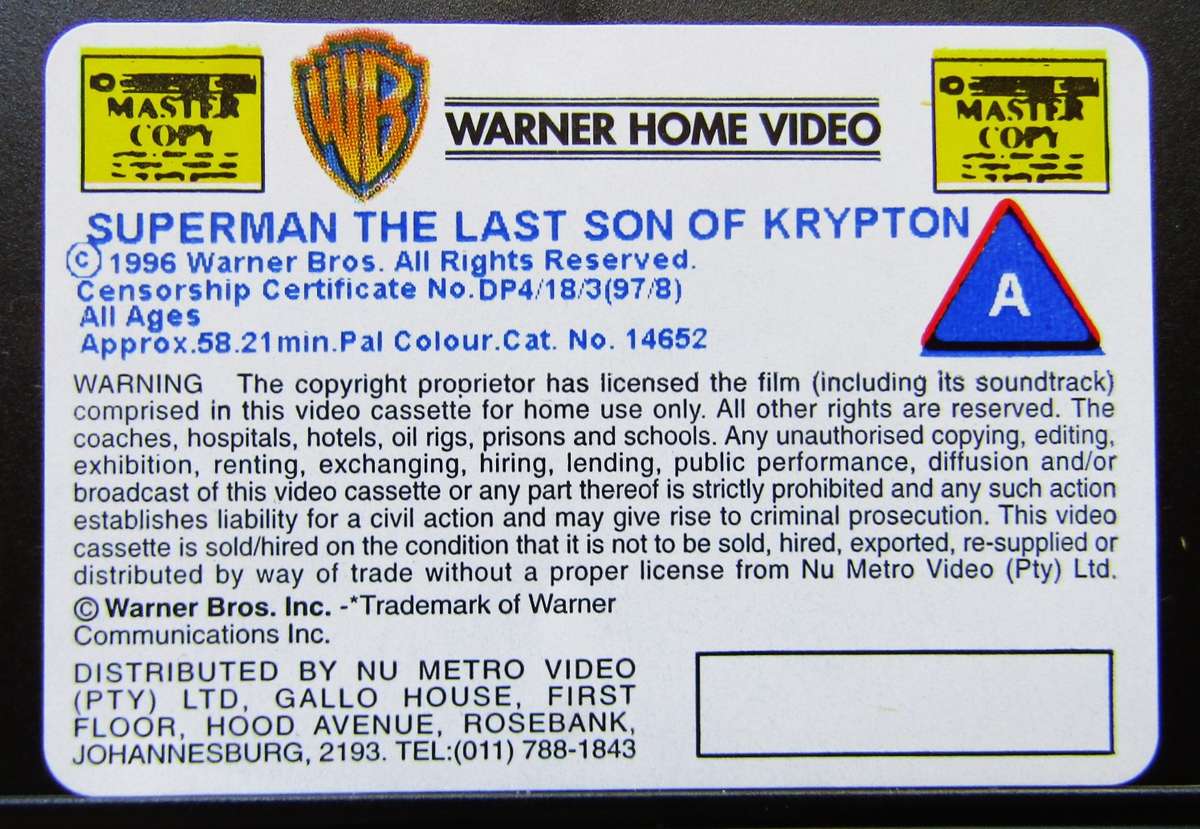 MASTER
COPY
WB
WARNER HOME VIDEO
MASTER
COPY
SUPERMAN THE LAST SON OF KRYPTON
© 1996 Warner Bros. All Rights Reserved.
Censorship Certificate No.DP4/18/3(97/8)
All Ages
Approx.58.21min.Pal Colour.Cat. No. 14652
A
WARNING The copyright proprietor has licensed the film (including its soundtrack)
comprised in this video cassette for home use only. All other rights are reserved. The
coaches, hospitals, hotels, oil rigs, prisons and schools. Any unauthorised copying, editing,
exhibition, renting, exchanging, hiring, lending, public performance, diffusion and/or
broadcast of this video cassette or any part thereof is strictly prohibited and any such action
establishes liability for a civil action and may give rise to criminal prosecution. This video
cassette is sold/hired on the condition that it is not to be sold, hired, exported, re-supplied or
distributed by way of trade without a proper license from Nu Metro Video (Pty) Ltd.
© Warner Bros. Inc. -*Trademark of Warner
Communications Inc.
DISTRIBUTED BY NU METRO VIDEO
(PTY) LTD, GALLO HOUSE, FIRST
FLOOR, HOOD AVENUE, ROSEBANK,
JOHANNESBURG, 2193. TEL:(011) 788-1843